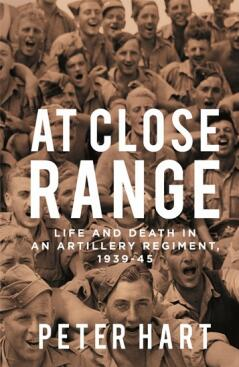 AT CLOSE
RANGE
LIFE AND DEATH IN
AN ARTILLERY REGIMENT,
1939-45
PETER HART